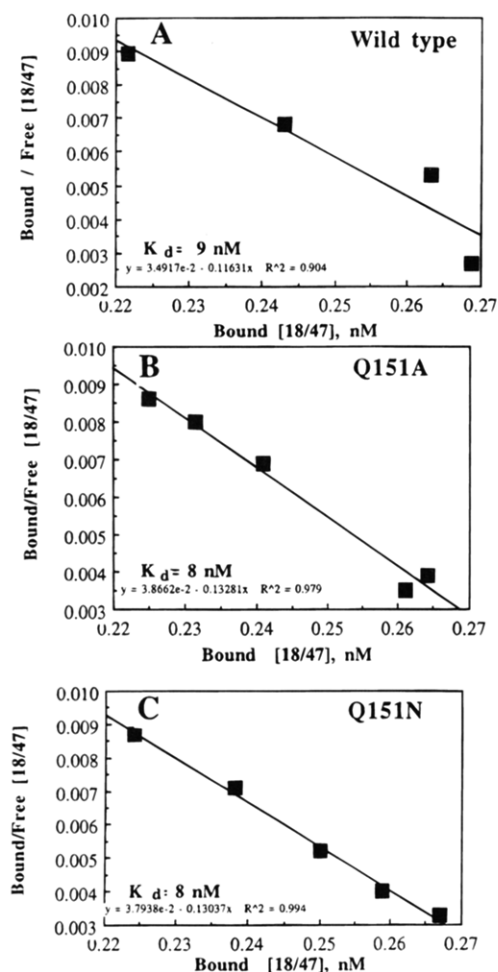 A
Wild type
0.010
0.009
0.008
0.007
0.006
0.005
0.004
0.003
0.002
Bound / Free [18/47]
K d = 9 nM
y = 3.4917e-2 - 0.11631x R^2 = 0.904
0.22 0.23 0.24 0.25 0.26 0.27
Bound [18/47], nM
B
Q151A
0.010
0.009
0.008
0.007
0.006
0.005
0.004
0.003
Bound/Free [18/47]
K d = 8 nM
y = 3.8662e-2 - 0.13281x R^2 = 0.979
0.22 0.23 0.24 0.25 0.26 0.27
Bound [18/47], nM
C
Q151N
0.010
0.009
0.008
0.007
0.006
0.005
0.004
0.003
Bound/Free [18/47]
K d: 8 nM
y = 3.7938e-2 - 0.13037x R^2 = 0.994
0.22 0.23 0.24 0.25 0.26 0.27
Bound [18/47], nM